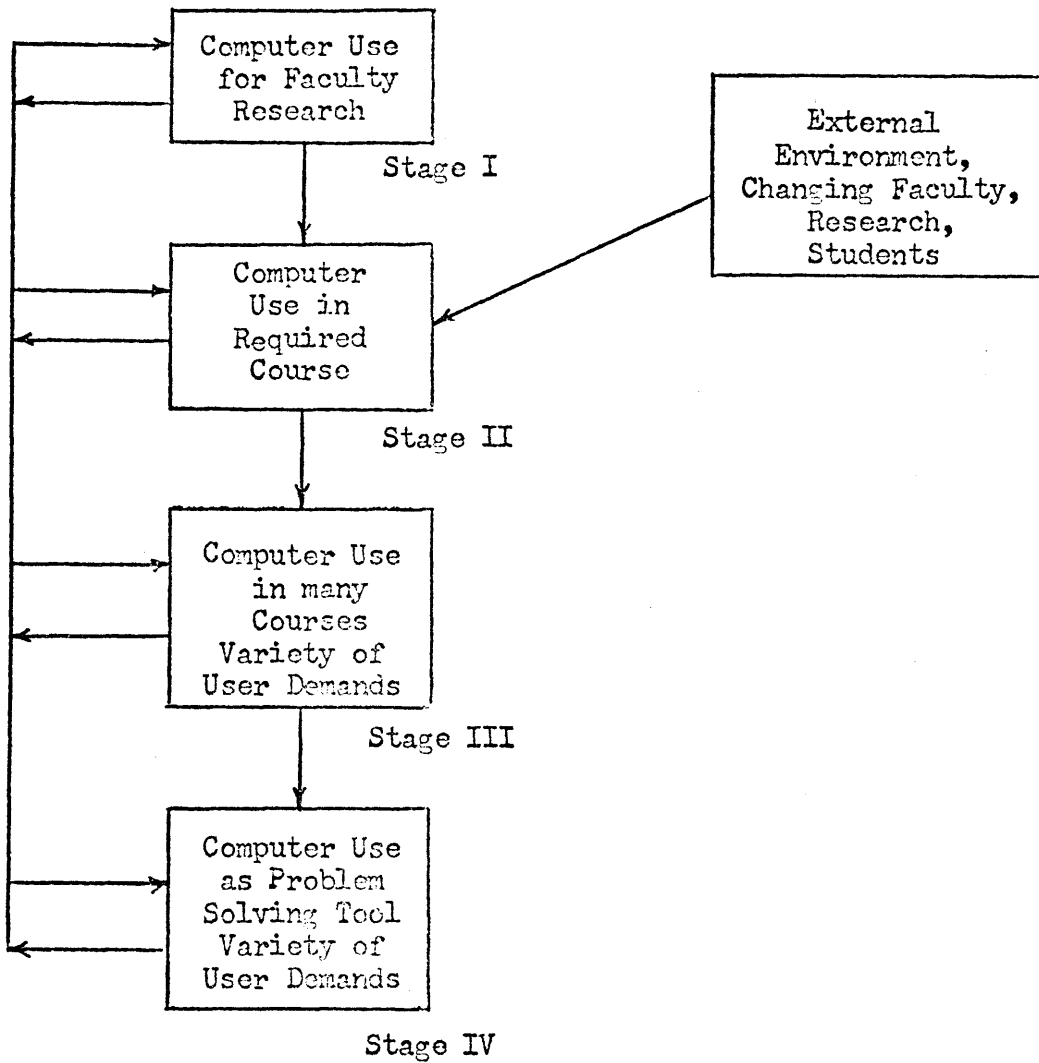 Computer Use
for Faculty
Research
Stage I
External
Environment,
Changing Faculty,
Research,
Students
Computer
Use in
Required
Course
Stage II
Computer Use
in many
Courses
Variety of
User Demands
Stage III
Computer Use
as Problem
Solving Tool
Variety of
User Demands
Stage IV